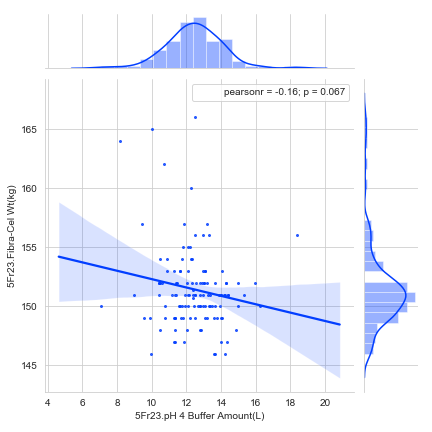 pearsonr = -0.16; p = 0.067
5Fr23.Fibra-Cel Wt(kg)
165
160
155
150
145
4 6 8 10 12 14 16 18 20
5Fr23.pH 4 Buffer Amount(L)